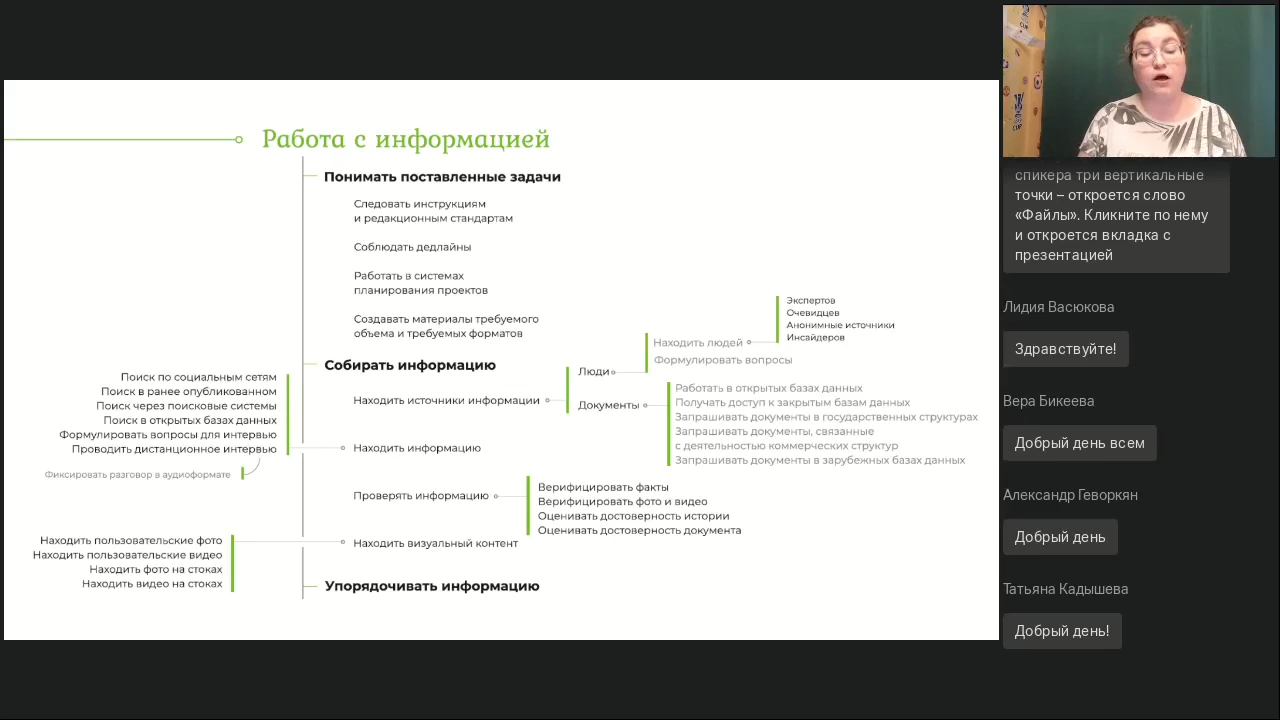 Работа с информацией
Понимать поставленные задачи
Следовать инструкциям
и редакционным стандартам
Соблюдать дедлайны
Работать в системах
планирования проектов
Создавать материалы требуемого
объема и требуемых форматов
Собирать информацию
Находить источники информации
Люди
Находить людей
Экспертов
Очевидцев
Анонимные источники
Инсайдеров
Формулировать вопросы
Документы
Работать в открытых базах данных
Получать доступ к закрытым базам данных
Запрашивать документы в государственных структурах
Запрашивать документы, связанные
с деятельностью коммерческих структур
Запрашивать документы в зарубежных базах данных
Находить информацию
Поиск по социальным сетям
Поиск в ранее опубликованном
Поиск через поисковые системы
Поиск в открытых базах данных
Формулировать вопросы для интервью
Проводить дистанционное интервью
Фиксировать разговор в аудиоформате
Проверять информацию
Верифицировать факты
Верифицировать фото и видео
Оценивать достоверность истории
Оценивать достоверность документа
Находить визуальный контент
Находить пользовательские фото
Находить пользовательские видео
Находить фото на стоках
Находить видео на стоках
Упорядочивать информацию
спикера три вертикальные
точки – откроется слово
«Файлы». Кликните по нему
и откроется вкладка с
презентацией
Лидия Васюкова
Здравствуйте!
Вера Бикеева
Добрый день всем
Александр Геворкян
Добрый день
Татьяна Кадышева
Добрый день!